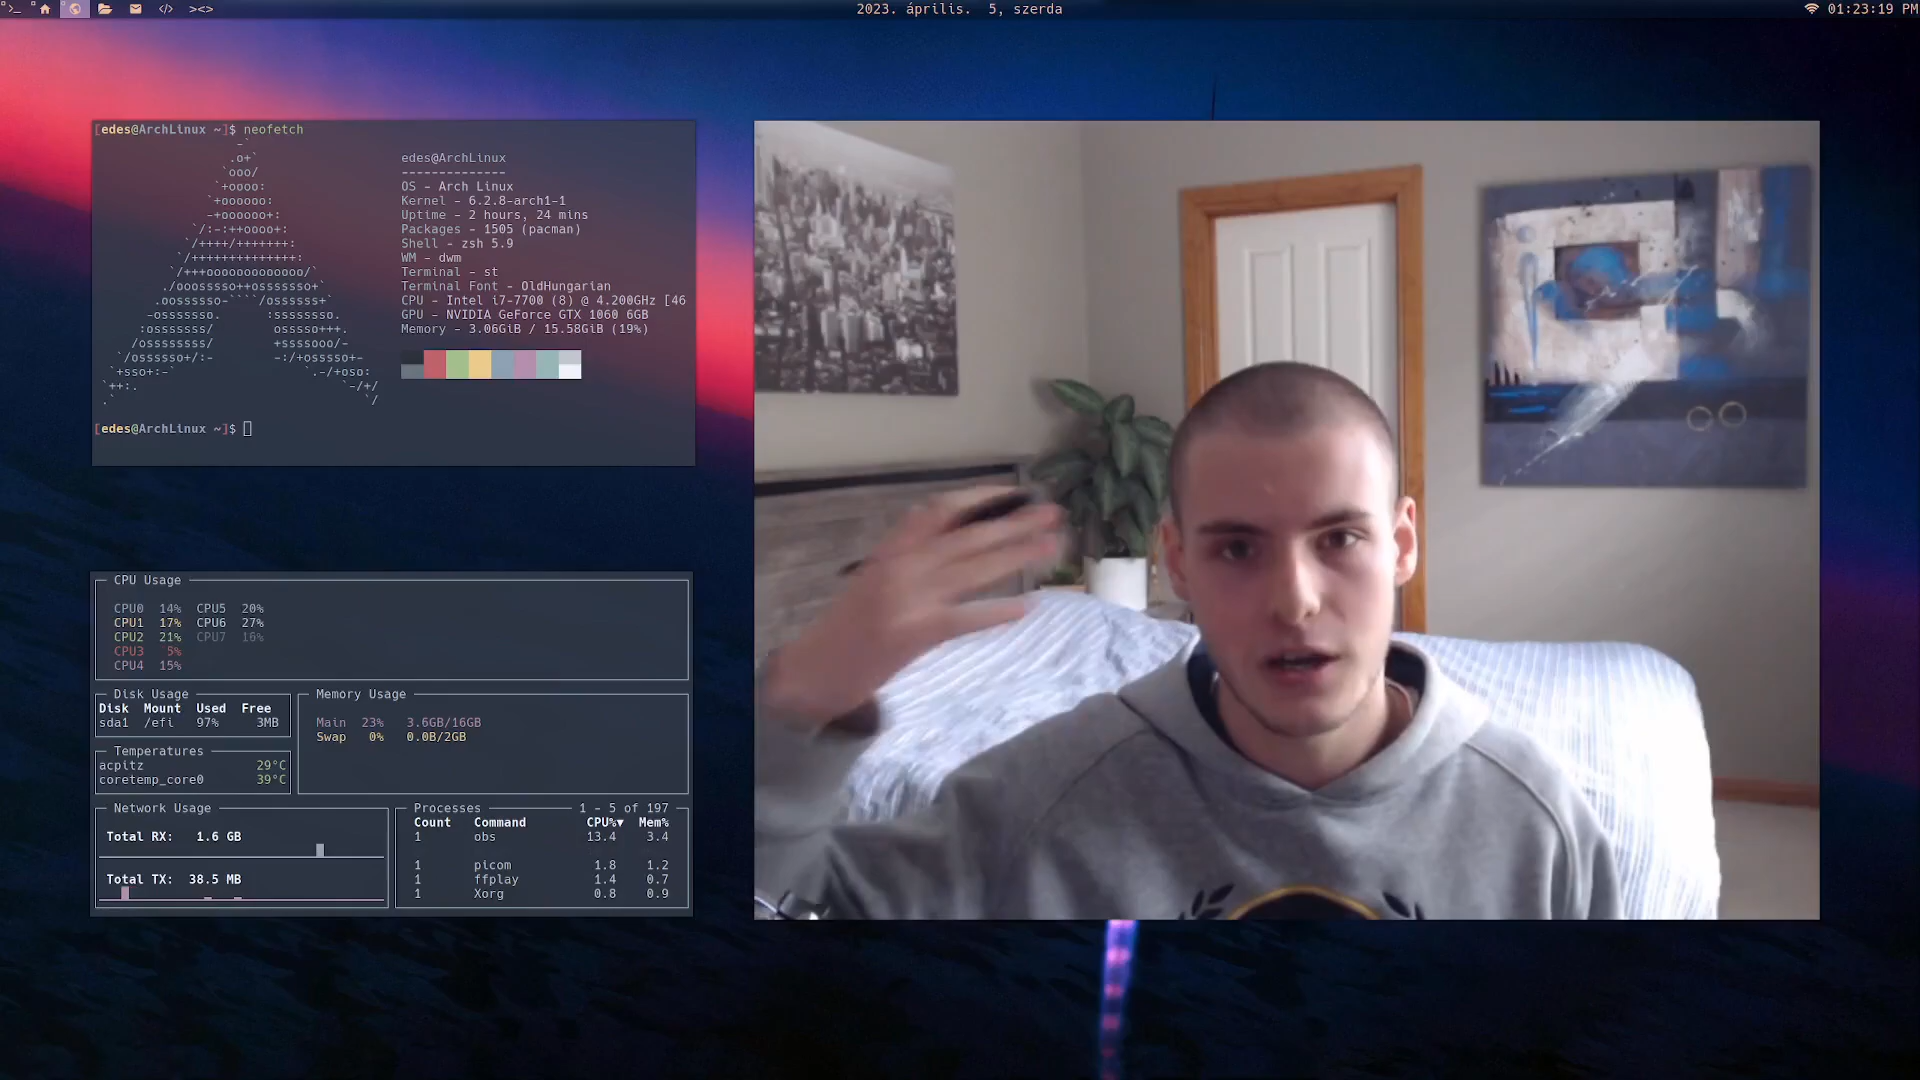 2023. április.  5, szerda
01:23:19 PM
[edes@ArchLinux ~]$ neofetch
edes@ArchLinux
--------------
OS - Arch Linux
Kernel - 6.2.8-arch1-1
Uptime - 2 hours, 24 mins
Packages - 1505 (pacman)
Shell - zsh 5.9
WM - dwm
Terminal - st
Terminal Font - OldHungarian
CPU - Intel i7-7700 (8) @ 4.200GHz [46
GPU - NVIDIA GeForce GTX 1060 6GB
Memory - 3.06GiB / 15.58GiB (19%)
[edes@ArchLinux ~]$
CPU Usage
CPU0 14% CPU5 20%
CPU1 17% CPU6 27%
CPU2 21% CPU7 16%
CPU3 5%
CPU4 15%
Disk Usage
Disk Mount Used Free
sda1 /efi 97% 3MB
Memory Usage
Main 23% 3.6GB/16GB
Swap 0% 0.0B/2GB
Temperatures
acpitz 29°C
coretemp_core0 39°C
Network Usage
Total RX: 1.6 GB
Total TX: 38.5 MB
Processes 1 - 5 of 197
Count Command CPU%▼ Mem%
1 obs 13.4 3.4
1 picom 1.8 1.2
1 ffplay 1.4 0.7
1 Xorg 0.8 0.9